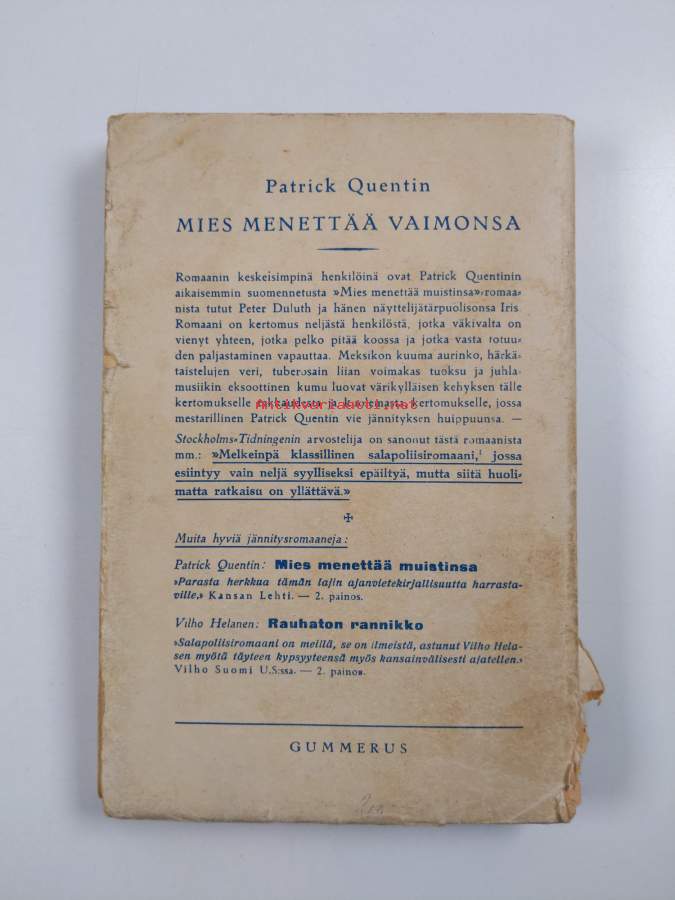 Patrick Quentin
MIES MENETTÄÄ VAIMONSA
Romaanin keskeisimpinä henkilöinä ovat Patrick Quentinin
aikaisemmin suomennetusta »Mies menettää muistinsa»-romaa-
nista tutut Peter Duluth ja hänen näyttelijätärpuolisonsa Iris
Romaani on kertomus neljästä henkilöstä, jotka väkivalta on
vienyt yhteen, jotka pelko pitää koossa ja jotka vasta totuu-
den paljastaminen vapauttaa. Meksikon kuuma aurinko, härkä-
taistelujen veri, tuberosain liian voimakas tuoksu ja juhla-
musiikin eksoottinen kumu luovat värikylläisen kehyksen tälle
kertomukselle rakkaudesta ja kuolemasta, kertomukselle, jossa
antikvariaatti.net
mestarillinen Patrick Quentin vie jännityksen huippuunsa. —
Stockholms-Tidningenin arvostelija on sanonut tästä romaanista
mm.: »Melkeinpä klassillinen salapoliisiromaani, jossa
esiintyy vain neljä syylliseksi epäiltyä, mutta siitä huoli-
matta ratkaisu on yllättävä.»
Muita hyviä jännitysromaaneja:
Patrick Quentin: Mies menettää muistinsa
»Parasta herkkua tämän lajin ajanvietekirjallisuutta harrasta-
ville.» Kansan Lehti. — 2. painos.
Vilho Helanen: Rauhaton rannikko
»Salapoliisiromaani on meillä, se on ilmeistä, astunut Vilho Hela-
sen myötä täyteen kypsyyteensä myös kansainvälisesti ajatellen.»
Vilho Suomi U.S:ssa. — 2. painos.
GUMMERUS